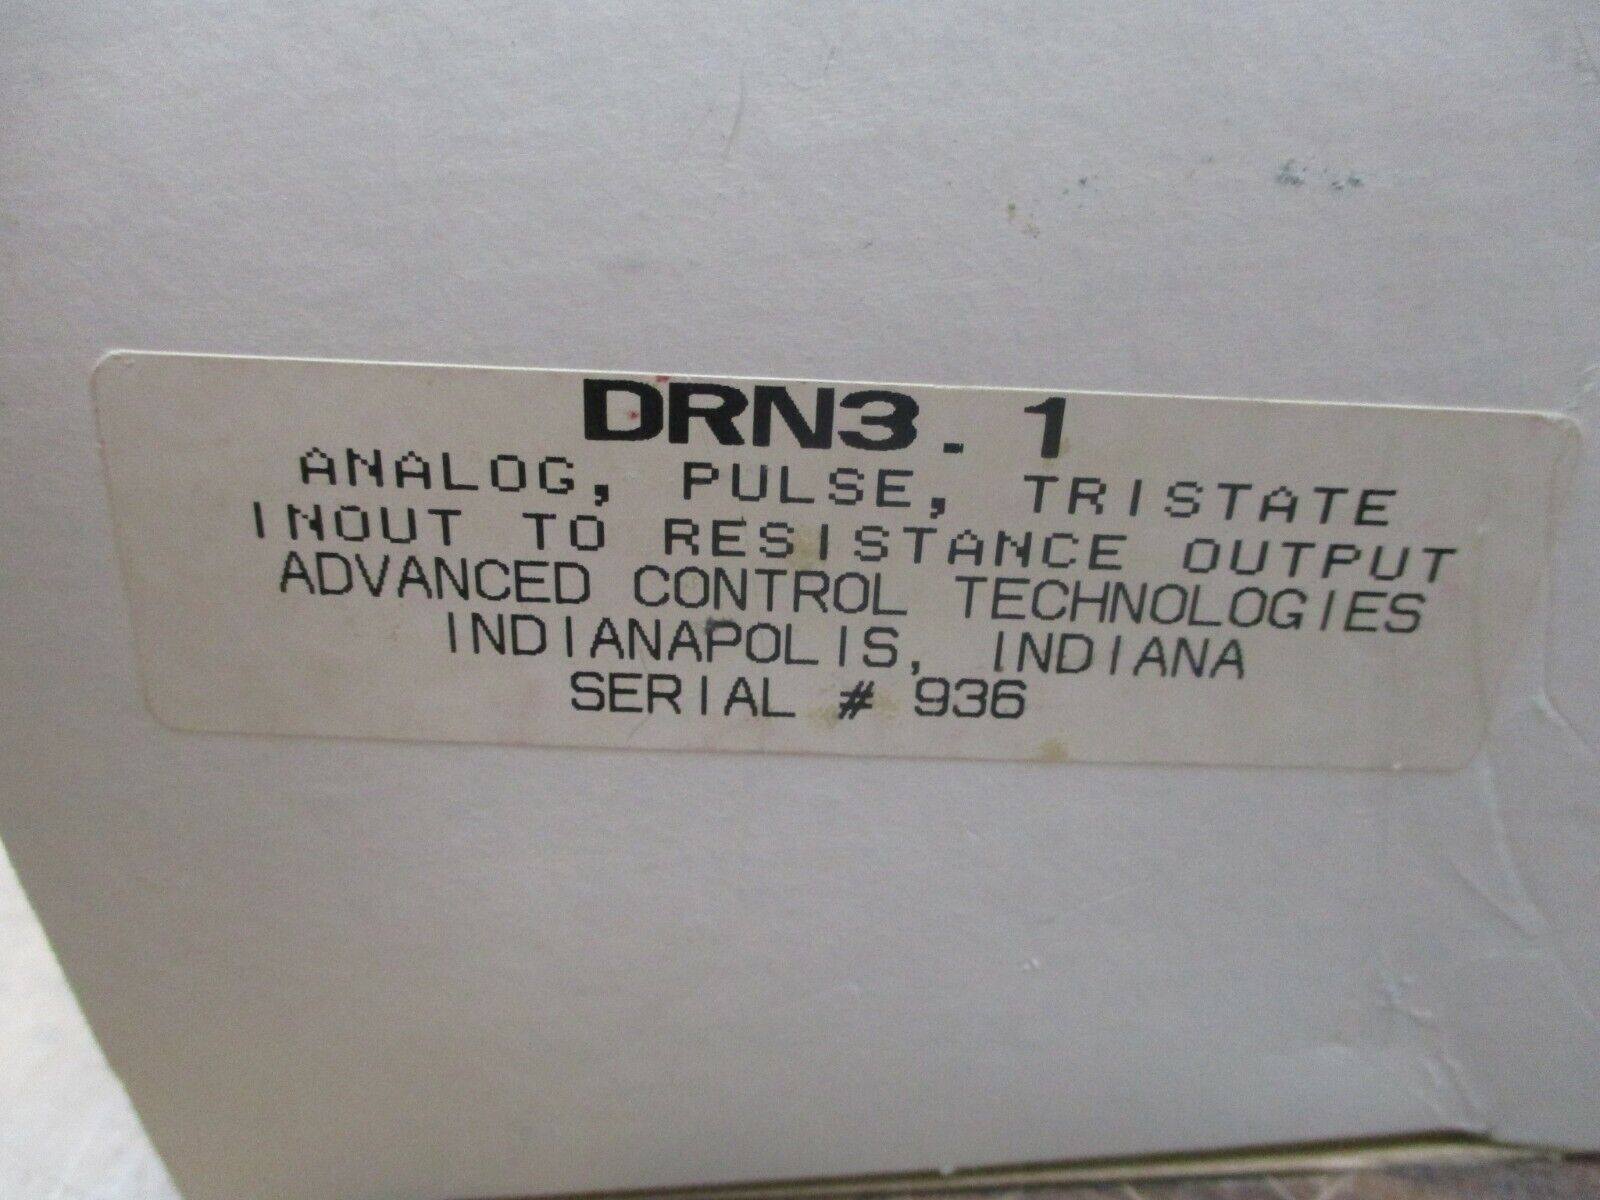 DRN3.1
ANALOG, PULSE, TRISTATE
INOUT TO RESISTANCE OUTPUT
ADVANCED CONTROL TECHNOLOGIES
INDIANAPOLIS, INDIANA
SERIAL # 936